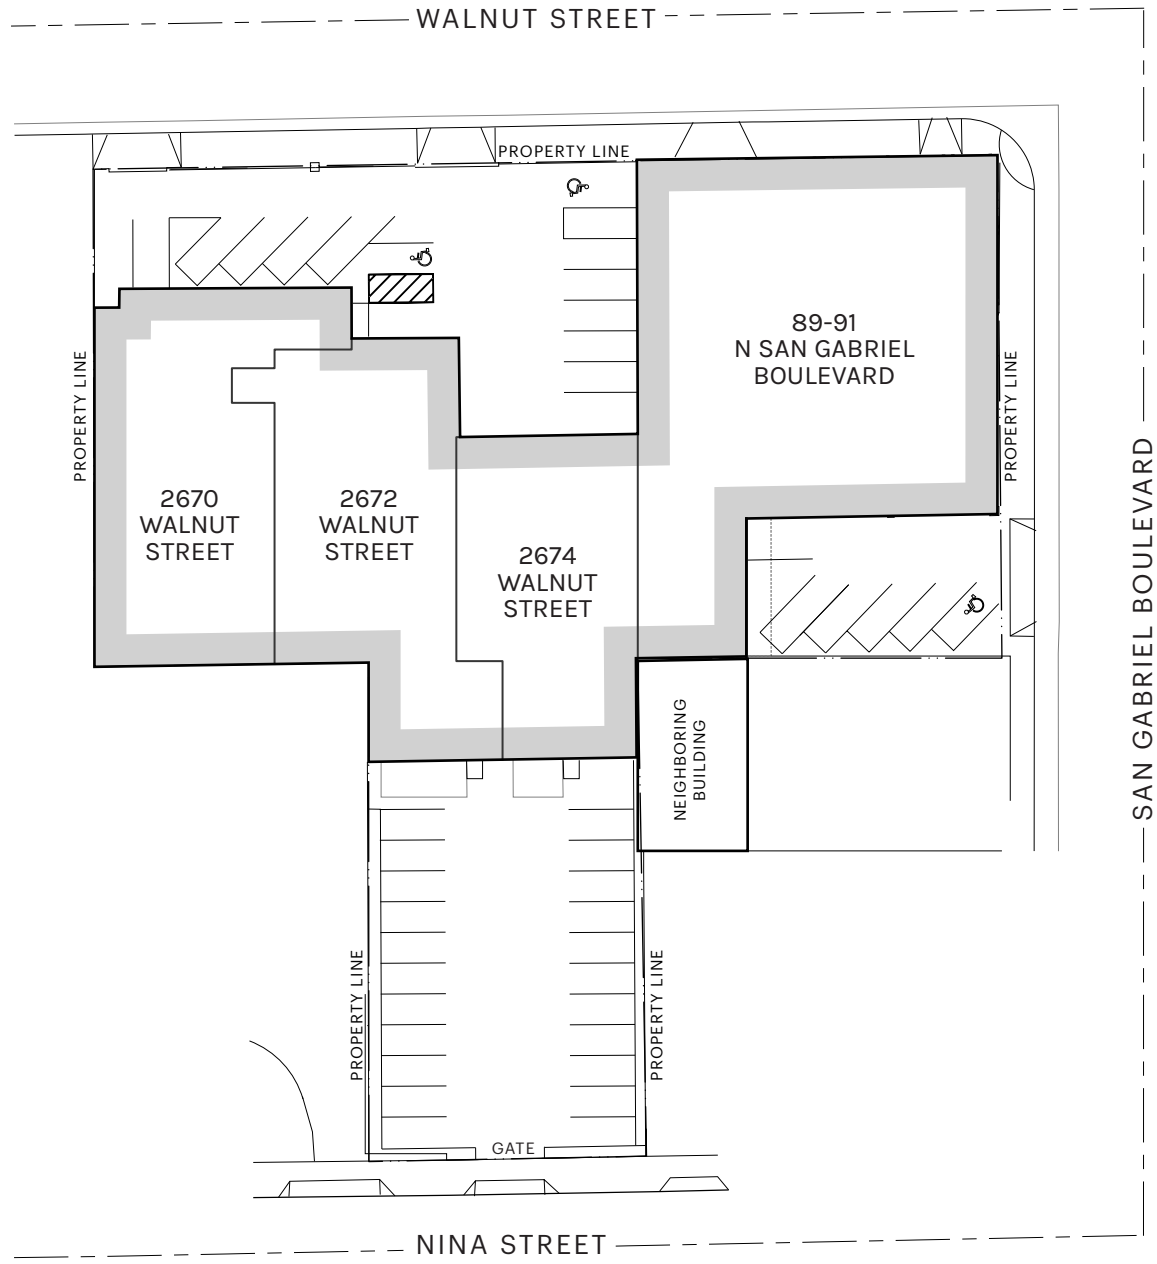 WALNUT STREET
PROPERTY LINE
89-91
N SAN GABRIEL
BOULEVARD
PROPERTY LINE
PROPERTY LINE
2670
WALNUT
STREET
2672
WALNUT
STREET
2674
WALNUT
STREET
SAN GABRIEL BOULEVARD
NEIGHBORING
BUILDING
PROPERTY LINE
PROPERTY LINE
GATE
NINA STREET